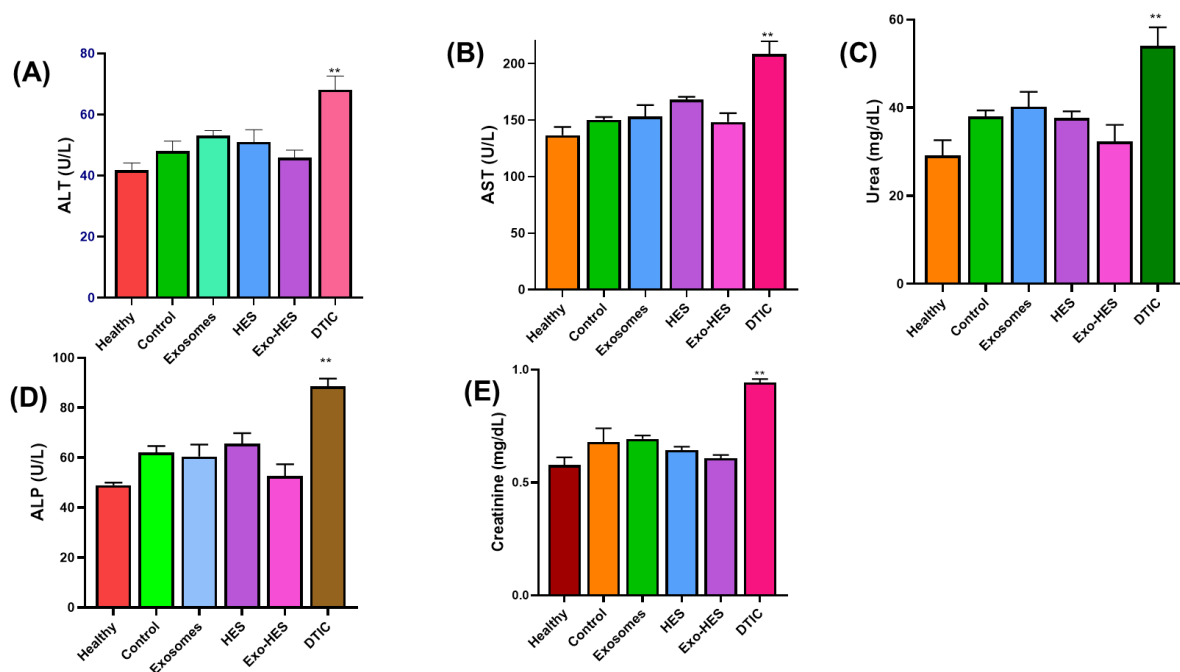 (A)
ALT (U/L)
80
60
40
20
0
**
Healthy
Control
Exosomes
HES
Exo-HES
DTIC
(B)
AST (U/L)
200
150
100
50
0
**
Healthy
Control
Exosomes
HES
Exo-HES
DTIC
(C)
Urea (mg/dL)
60
40
20
0
**
Healthy
Control
Exosomes
HES
Exo-HES
DTIC
(D)
ALP (U/L)
100
80
60
40
20
0
**
Healthy
Control
Exosomes
HES
Exo-HES
DTIC
(E)
Creatinine (mg/dL)
1.0
0.5
0.0
**
Healthy
Control
Exosomes
HES
Exo-HES
DTIC